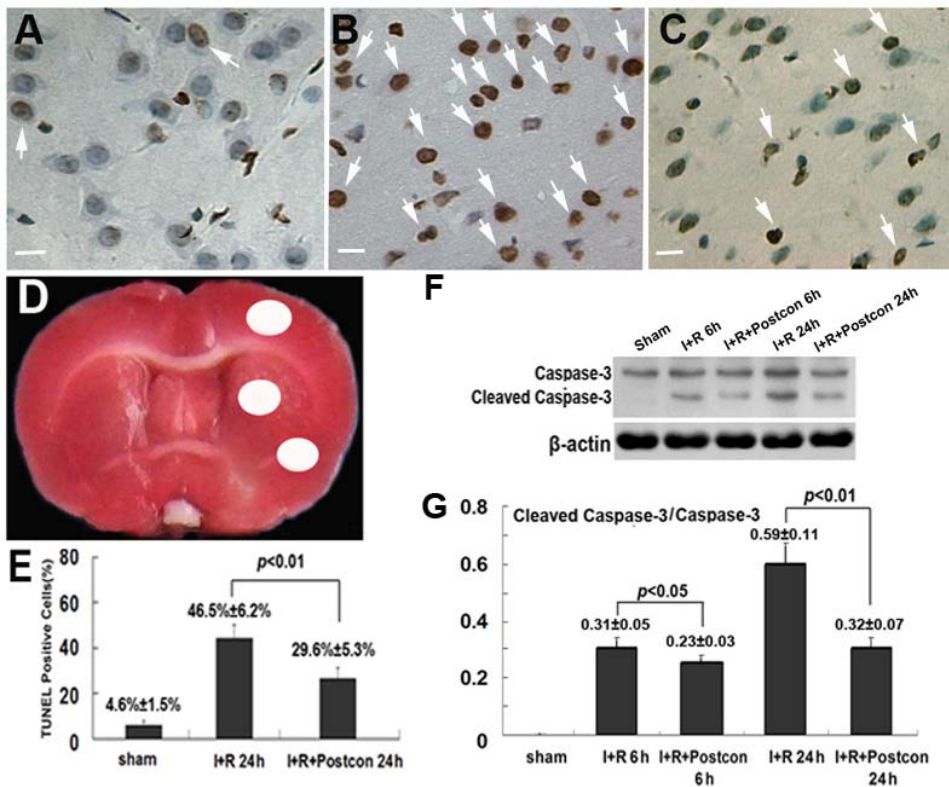 A
B
C
D
F
Sham
I+R 6h
I+R+Postcon 6h
I+R 24h
I+R+Postcon 24h
Caspase-3
Cleaved Caspase-3
β-actin
E
80
60
40
20
0
TUNEL Positive Cells(%)
p<0.01
46.5%±6.2%
29.6%±5.3%
4.6%±1.5%
sham
I+R 24h
I+R+Postcon 24h
G
Cleaved Caspase-3/Caspase-3
0.8
0.6
0.4
0.2
0
p<0.01
0.59±0.11
p<0.05
0.31±0.05
0.23±0.03
0.32±0.07
sham
I+R 6h
I+R+Postcon
6h
I+R 24h
I+R+Postcon
24h